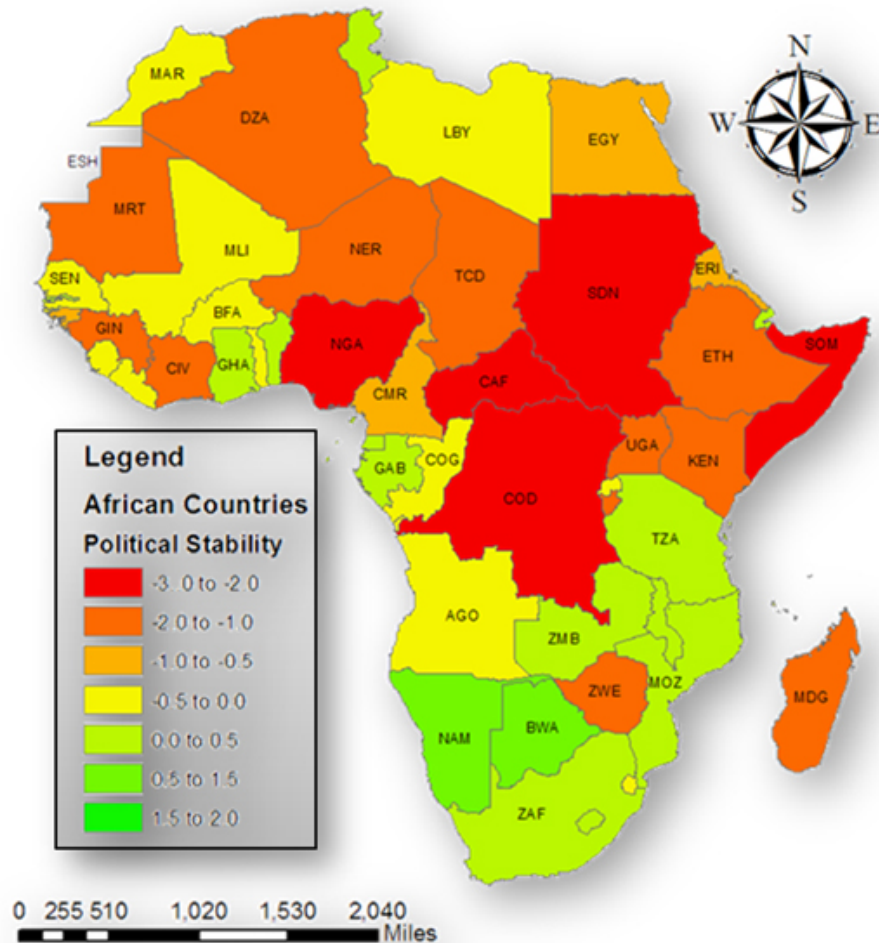 N
W E
S
MAR
DZA
LBY
EGY
ESH
MRT
MLI
NER
TCD
SDN
ERI
SEN
BFA
GIN
CIV
GHA
NGA
CMR
CAF
ETH
SOM
GAB
COG
COD
UGA
KEN
TZA
AGO
ZMB
MOZ
ZWE
MDG
NAM
BWA
ZAF
Legend
African Countries
Political Stability
-3..0 to -2.0
-2.0 to -1.0
-1.0 to -0.5
-0.5 to 0.0
0.0 to 0.5
0.5 to 1.5
1.5 to 2.0
0 255 510 1,020 1,530 2,040
Miles